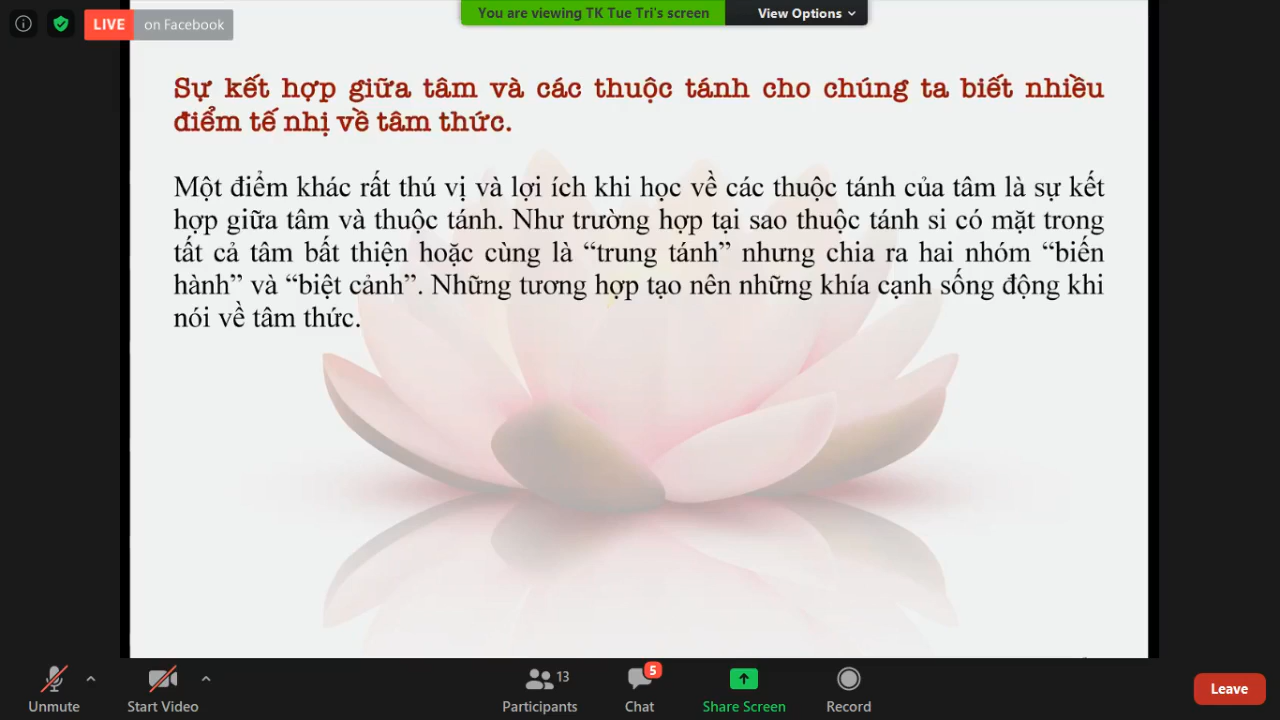 You are viewing TK Tue Tri's screen
View Options
LIVE on Facebook
Sự kết hợp giữa tâm và các thuộc tánh cho chúng ta biết nhiều
điểm tế nhị về tâm thức.
Một điểm khác rất thú vị và lợi ích khi học về các thuộc tánh của tâm là sự kết
hợp giữa tâm và thuộc tánh. Như trường hợp tại sao thuộc tánh si có mặt trong
tất cả tâm bất thiện hoặc cùng là “trung tánh” nhưng chia ra hai nhóm “biến
hành” và “biệt cảnh”. Những tương hợp tạo nên những khía cạnh sống động khi
nói về tâm thức.
13
5
Unmute
Start Video
Participants
Chat
Share Screen
Record
Leave